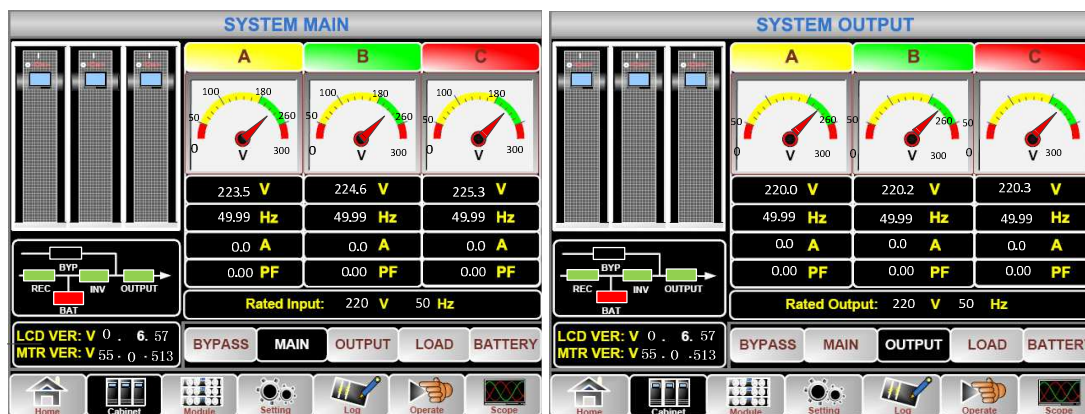 SYSTEM MAIN
A B C
100 180
50 260
0 V 300
100 180
50 260
0 V 300
100 180
50 260
0 V 300
223.5 V 224.6 V 225.3 V
49.99 Hz 49.99 Hz 49.99 Hz
0.0 A 0.0 A 0.0 A
0.00 PF 0.00 PF 0.00 PF
Rated Input: 220 V 50 Hz
BYP
REC INV OUTPUT
BAT
LCD VER: V 0 . 6. 57
MTR VER: V 55 . 0 .513
BYPASS MAIN OUTPUT LOAD BATTERY
Home Cabinet Module Setting Log Operate Scope
SYSTEM OUTPUT
A B C
50 260
0 V 300
50 260
0 V 300
50
0 V 300
220.0 V 220.2 V 220.3 V
49.99 Hz 49.99 Hz 49.99 Hz
0.0 A 0.0 A 0.0 A
0.00 PF 0.00 PF 0.00 PF
Rated Output: 220 V 50 Hz
BYP
REC INV OUTPUT
BAT
LCD VER: V 0 . 6. 57
MTR VER: V 55 . 0 .513
BYPASS MAIN OUTPUT LOAD BATTER
Home Cabinet Module Setting Log Operate Scope